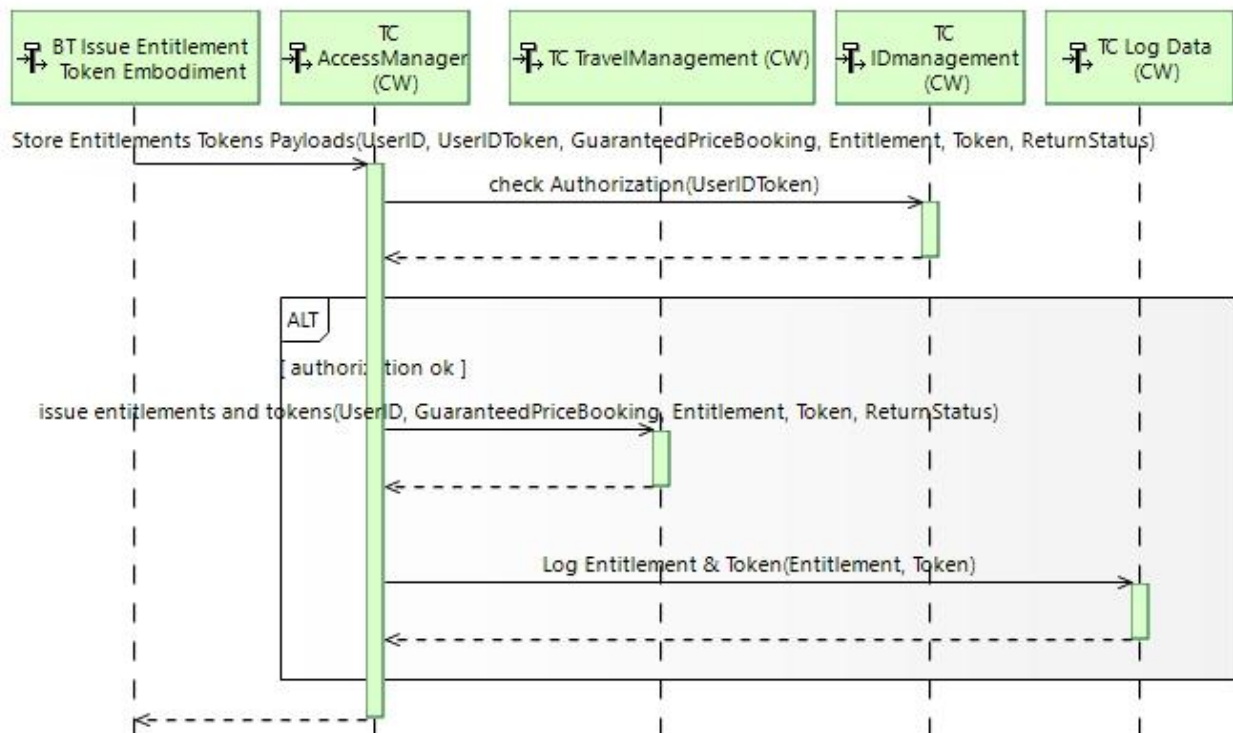 BT Issue Entitlement
Token Embodiment
TC
AccessManager
(CW)
TC TravelManagement (CW)
TC
IDmanagement
(CW)
TC Log Data
(CW)
Store Entitlements Tokens Payloads(UserID, UserIDToken, GuaranteedPriceBooking, Entitlement, Token, ReturnStatus)
check Authorization(UserIDToken)
ALT
[ authorization ok ]
issue entitlements and tokens(UserID, GuaranteedPriceBooking, Entitlement, Token, ReturnStatus)
Log Entitlement & Token(Entitlement, Token)